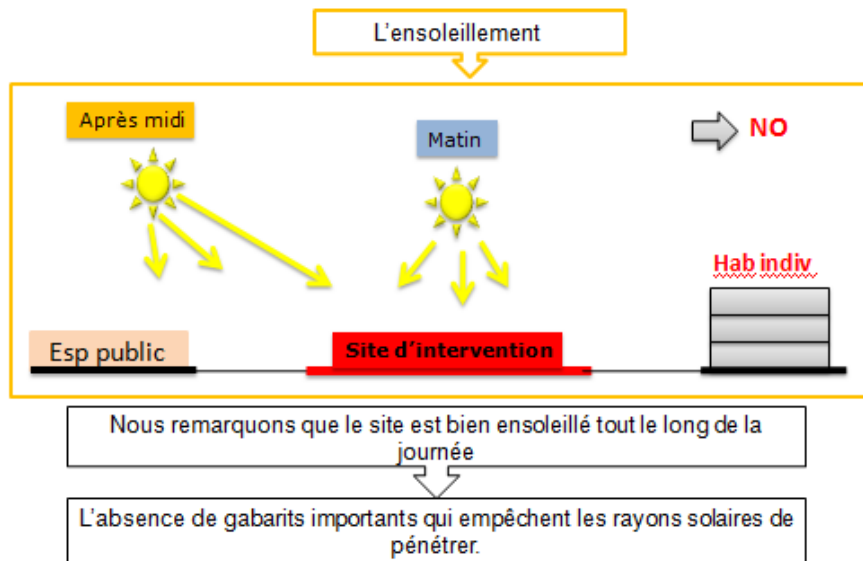 L'ensoleillement
Après midi
Matin
NO
Hab indiv
Esp public
Site d'intervention
Nous remarquons que le site est bien ensoleillé tout le long de la
journée
L'absence de gabarits importants qui empêchent les rayons solaires de
pénétrer.